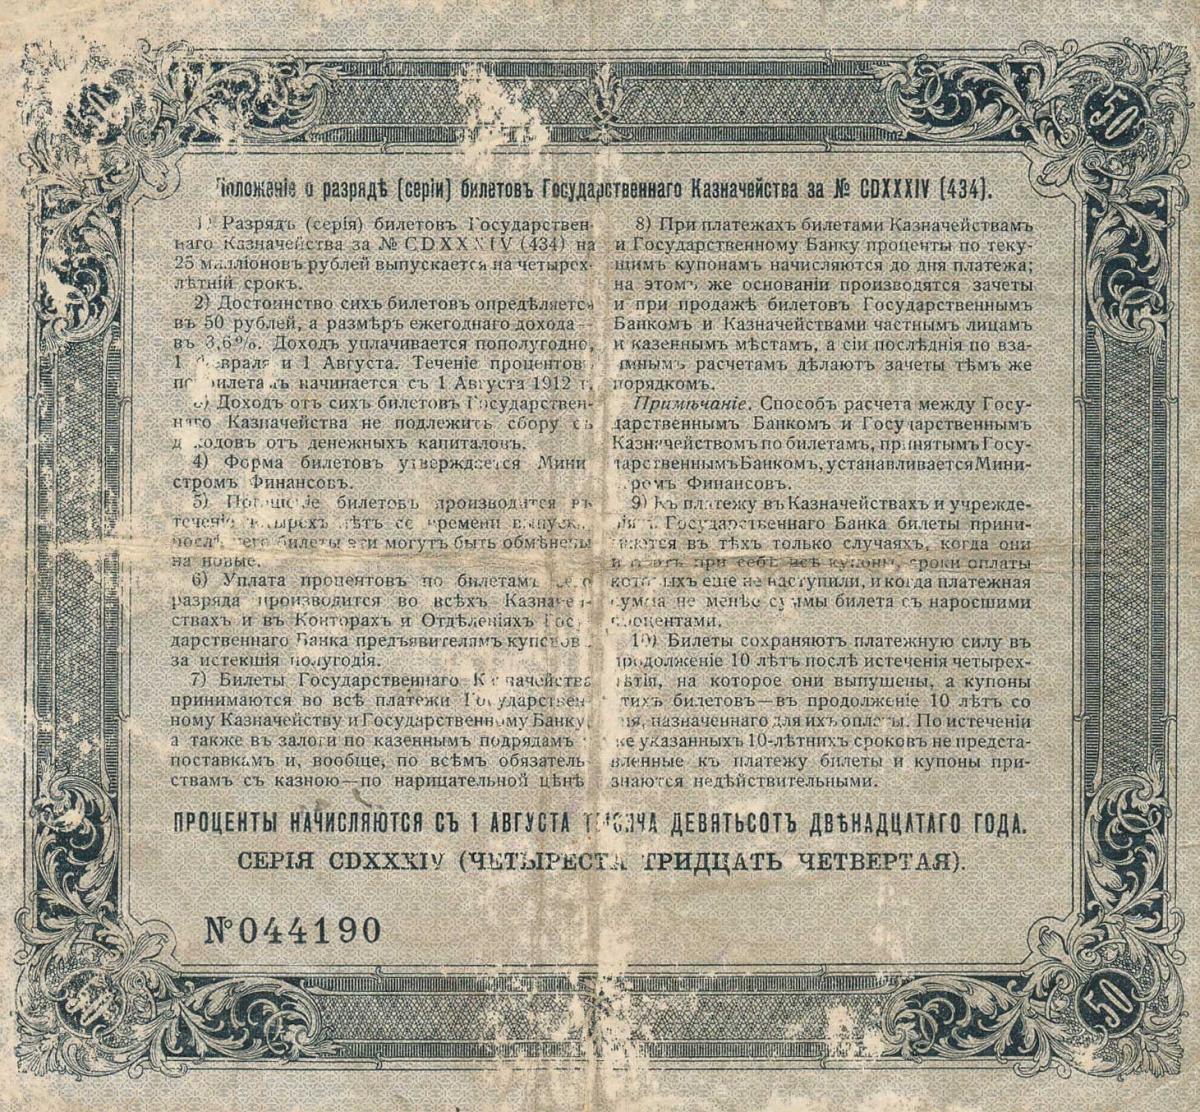 50
Положеніе о разрядѣ (серіи) билетовъ Государственнаго Казначейства за № CDXXXIV (434).
1) Разрядъ (серія) билетовъ Государствен-
наго Казначейства за № CDXXXIV (434) на
25 милліоновъ рублей выпускается на четырех-
лѣтній срокъ.
2) Достоинство сихъ билетовъ опредѣляется
въ 50 рублей, а размѣръ ежегоднаго дохода—
въ 3,6%. Доходъ уплачивается пополугодно,
1 Февраля и 1 Августа. Теченіе процентовъ
по билетамъ начинается съ 1 Августа 1912 г.
3) Доходъ отъ сихъ билетовъ Государствен-
наго Казначейства не подлежитъ сбору съ
доходовъ отъ денежныхъ капиталовъ.
4) Форма билетовъ утверждается Мини
стромъ Финансовъ.
5) Погашеніе билетовъ производится въ
теченіе четырехъ лѣтъ со времени выпуска,
послѣ чего билеты эти могутъ быть обмѣнены
на новые.
6) Уплата процентовъ по билетамъ сего
разряда производится во всѣхъ Казначей-
ствахъ и въ Конторахъ и Отдѣленіяхъ Госу-
дарственнаго Банка предъявителямъ купоновъ
за истекшія полугодія.
7) Билеты Государственнаго Казначейства
принимаются во всѣ платежи Государствен-
ному Казначейству и Государственному Банку,
а также въ залоги по казеннымъ подрядамъ и
поставкамъ и, вообще, по всѣмъ обязатель-
ствамъ съ казною—по нарицательной цѣнѣ
8) При платежахъ билетами Казначействамъ
и Государственному Банку проценты по теку-
щимъ купонамъ начисляются до дня платежа;
на этомъ же основаніи производятся зачеты
и при продажѣ билетовъ Государственнымъ
Банкомъ и Казначействами частнымъ лицамъ
и казеннымъ мѣстамъ, а сіи послѣднія по вза-
имнымъ расчетамъ дѣлаютъ зачеты тѣмъ же
порядкомъ.
Примѣчаніе. Способъ расчета между Госу-
дарственнымъ Банкомъ и Государственнымъ
Казначействомъ по билетамъ, принятымъ Госу-
дарственнымъ Банкомъ, устанавливается Мини-
стромъ Финансовъ.
9) Къ платежу въ Казначействахъ и учрежде-
ніяхъ Государственнаго Банка билеты прини-
маются въ тѣхъ только случаяхъ, когда они
имѣютъ при себѣ всѣ купоны, сроки оплаты
которыхъ еще не наступили, и когда платежная
сумма не менѣе суммы билета съ наросшими
процентами.
10) Билеты сохраняютъ платежную силу въ
продолженіе 10 лѣтъ послѣ истеченія четырех-
лѣтія, на которое они выпущены, а купоны
этихъ билетовъ—въ продолженіе 10 лѣтъ со
дня, назначеннаго для ихъ оплаты. По истеченіи
же указанныхъ 10-лѣтнихъ сроковъ не предста-
вленные къ платежу билеты и купоны при-
знаются недѣйствительными.
ПРОЦЕНТЫ НАЧИСЛЯЮТСЯ СЪ 1 АВГУСТА ТЫСЯЧА ДЕВЯТЬСОТЪ ДВѢНАДЦАТАГО ГОДА.
СЕРІЯ CDXXXIV (ЧЕТЫРЕСТА ТРИДЦАТЬ ЧЕТВЕРТАЯ).
№ 044190
50
50